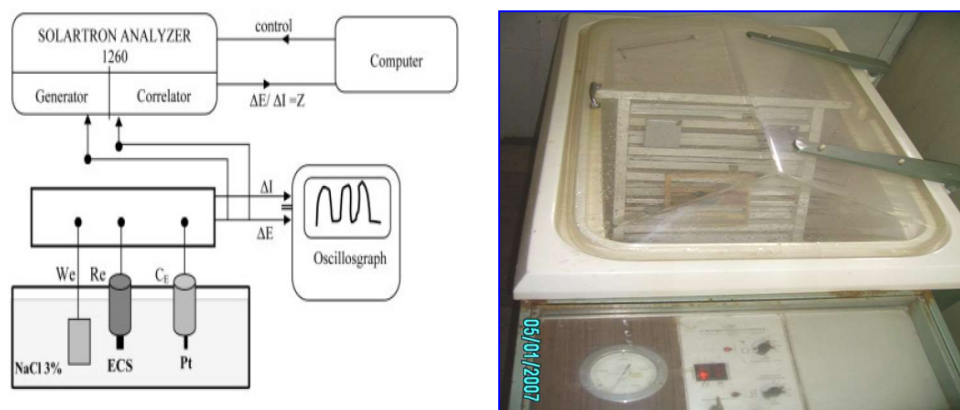 SOLARTRON ANALYZER
1260
Generator
Correlator
control
ΔE/ ΔI =Z
Computer
ΔI
ΔE
Oscillosgraph
We
Re
CE
NaCl 3%
ECS
Pt
05/01/2007